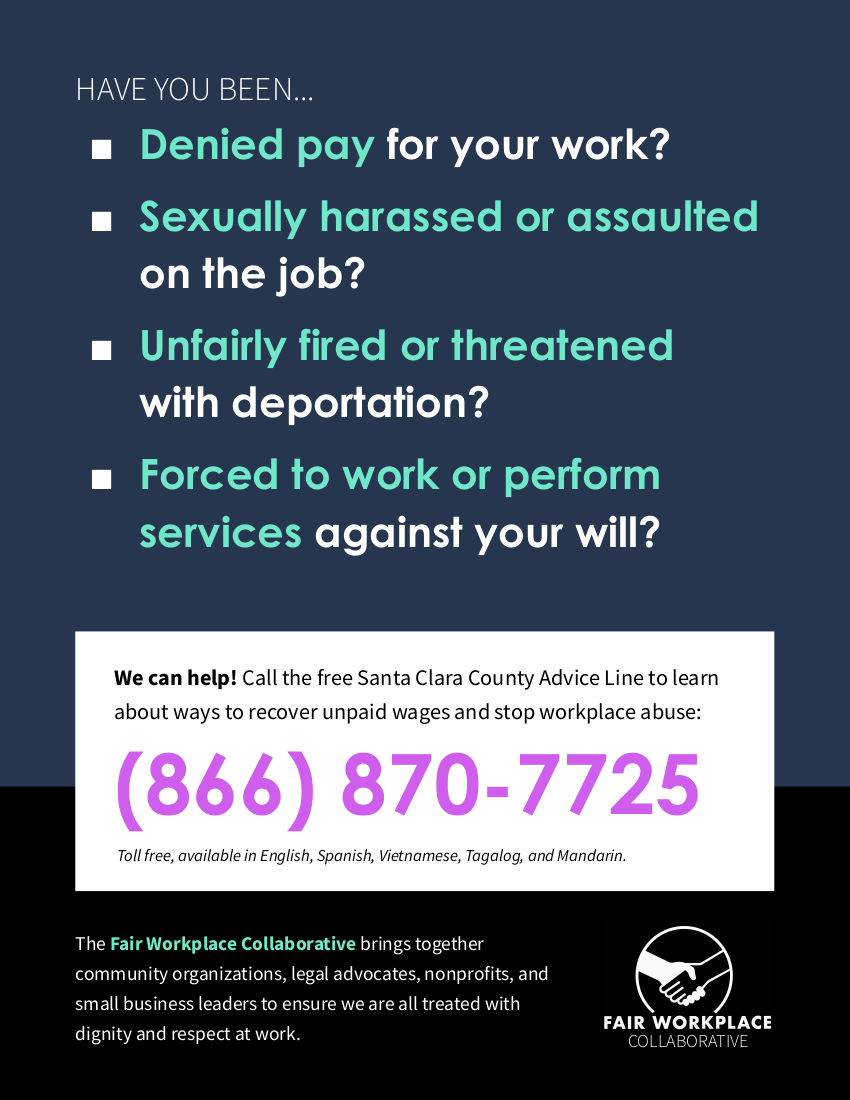 HAVE YOU BEEN...
▪ Denied pay for your work?
▪ Sexually harassed or assaulted
on the job?
▪ Unfairly fired or threatened
with deportation?
▪ Forced to work or perform
services against your will?
We can help! Call the free Santa Clara County Advice Line to learn
about ways to recover unpaid wages and stop workplace abuse:
(866) 870-7725
Toll free, available in English, Spanish, Vietnamese, Tagalog, and Mandarin.
The Fair Workplace Collaborative brings together
community organizations, legal advocates, nonprofits, and
small business leaders to ensure we are all treated with
dignity and respect at work.
FAIR WORKPLACE
COLLABORATIVE